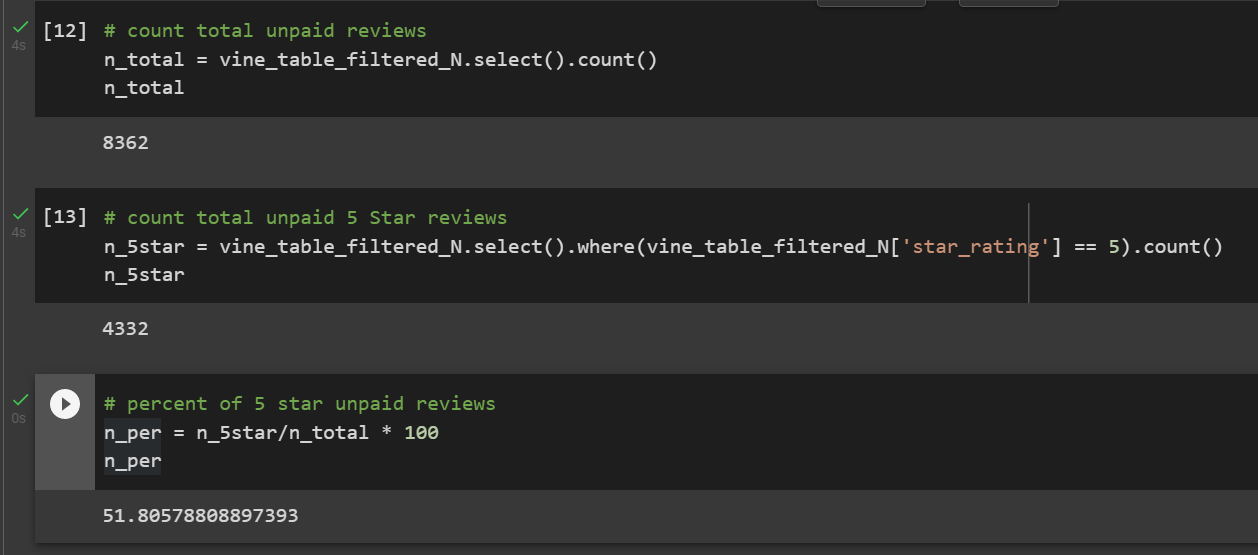 [12] # count total unpaid reviews
4s n_total = vine_table_filtered_N.select().count()
n_total
8362
[13] # count total unpaid 5 Star reviews
4s n_5star = vine_table_filtered_N.select().where(vine_table_filtered_N['star_rating'] == 5).count()
n_5star
4332
# percent of 5 star unpaid reviews
0s n_per = n_5star/n_total * 100
n_per
51.80578808897393